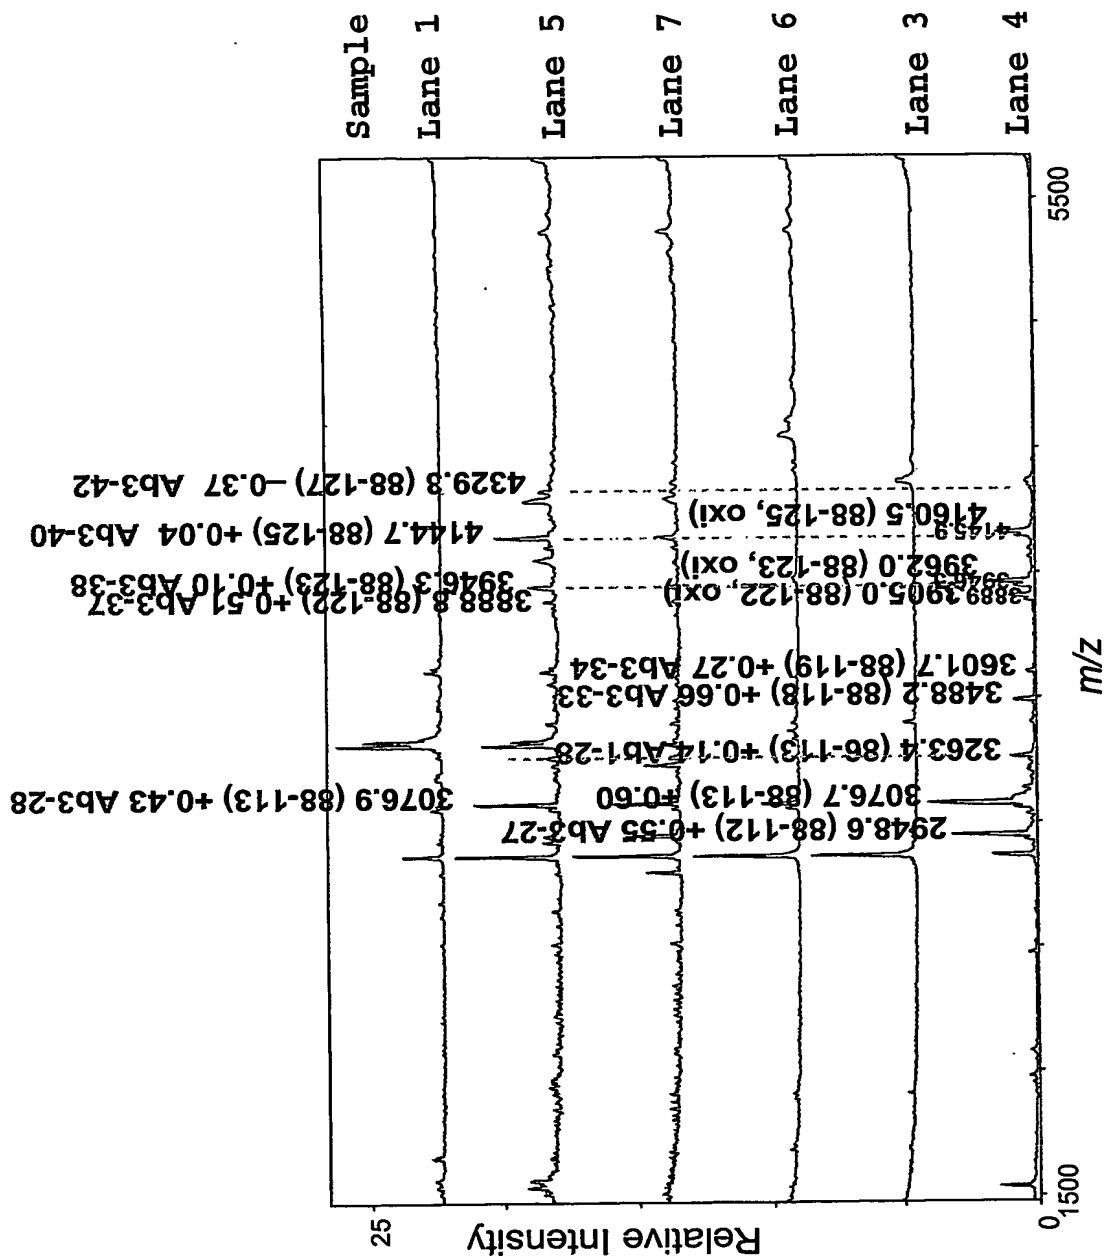 Sample
Lane 1
Lane 5
Lane 7
Lane 6
Lane 3
Lane 4
4329.3 (88-127) –0.37 Ab3-42
4144.7 (88-125) +0.04 Ab3-40
3946.3 (88-123) +0.10 Ab3-38
3888.8 (88-122) +0.51 Ab3-37
3076.9 (88-113) +0.43 Ab3-28
4160.5 (88-125, oxi)
4145.9
3962.0 (88-123, oxi)
3905.0 (88-122, oxi)
3601.7 (88-119) +0.27 Ab3-34
3488.2 (88-118) +0.66 Ab3-33
3263.4 (86-113) +0.14 Ab1-28
3076.7 (88-113) +0.60
2948.6 (88-112) +0.55 Ab3-27
Relative Intensity
25
0
1500
5500
m/z